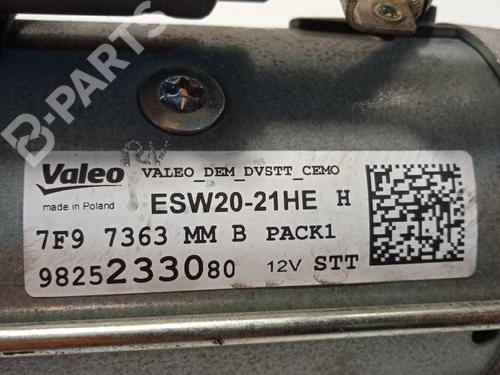 B-PARTS
Valeo
VALEO_DEM_DVSTT_CEMO
made in Poland
ESW20-21HE H
7F9 7363 MM B PACK1
9825233080 12V STT